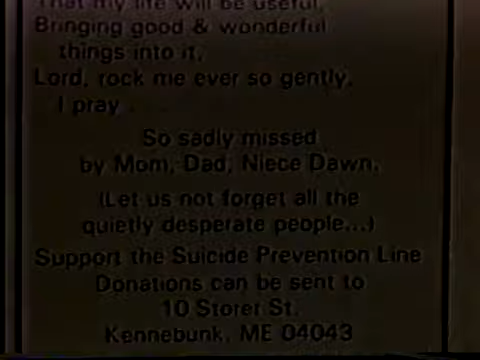 That my life will be useful,
Bringing good & wonderful
things into it,
Lord, rock me ever so gently,
I pray . . .
So sadly missed
by Mom, Dad, Niece Dawn.
(Let us not forget all the
quietly desperate people...)
Support the Suicide Prevention Line
Donations can be sent to
10 Storer St.
Kennebunk, ME 04043